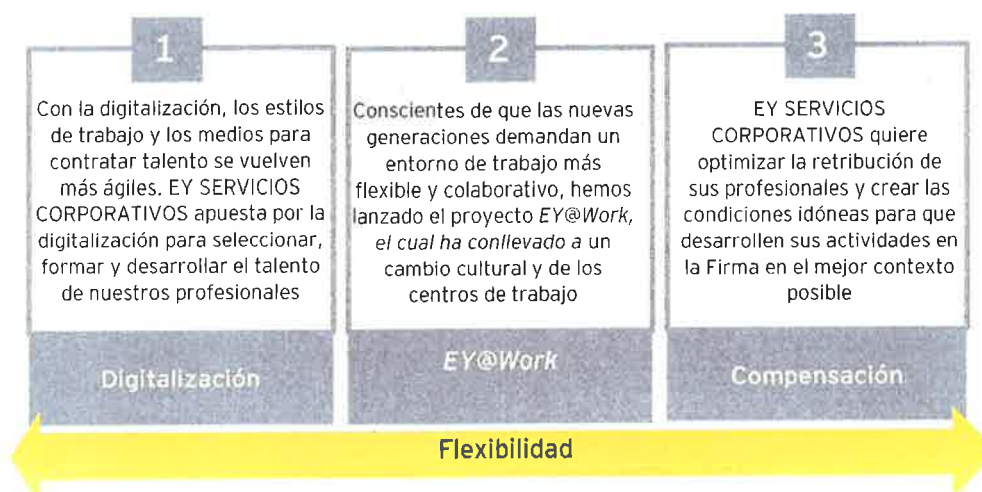 1
Con la digitalización, los estilos
de trabajo y los medios para
contratar talento se vuelven
más ágiles. EY SERVICIOS
CORPORATIVOS apuesta por la
digitalización para seleccionar,
formar y desarrollar el talento
de nuestros profesionales
Digitalización
2
Conscientes de que las nuevas
generaciones demandan un
entorno de trabajo más
flexible y colaborativo, hemos
lanzado el proyecto EY@Work,
el cual ha conllevado a un
cambio cultural y de los
centros de trabajo
EY@Work
3
EY SERVICIOS
CORPORATIVOS quiere
optimizar la retribución de
sus profesionales y crear las
condiciones idóneas para que
desarrollen sus actividades en
la Firma en el mejor contexto
posible
Compensación
Flexibilidad